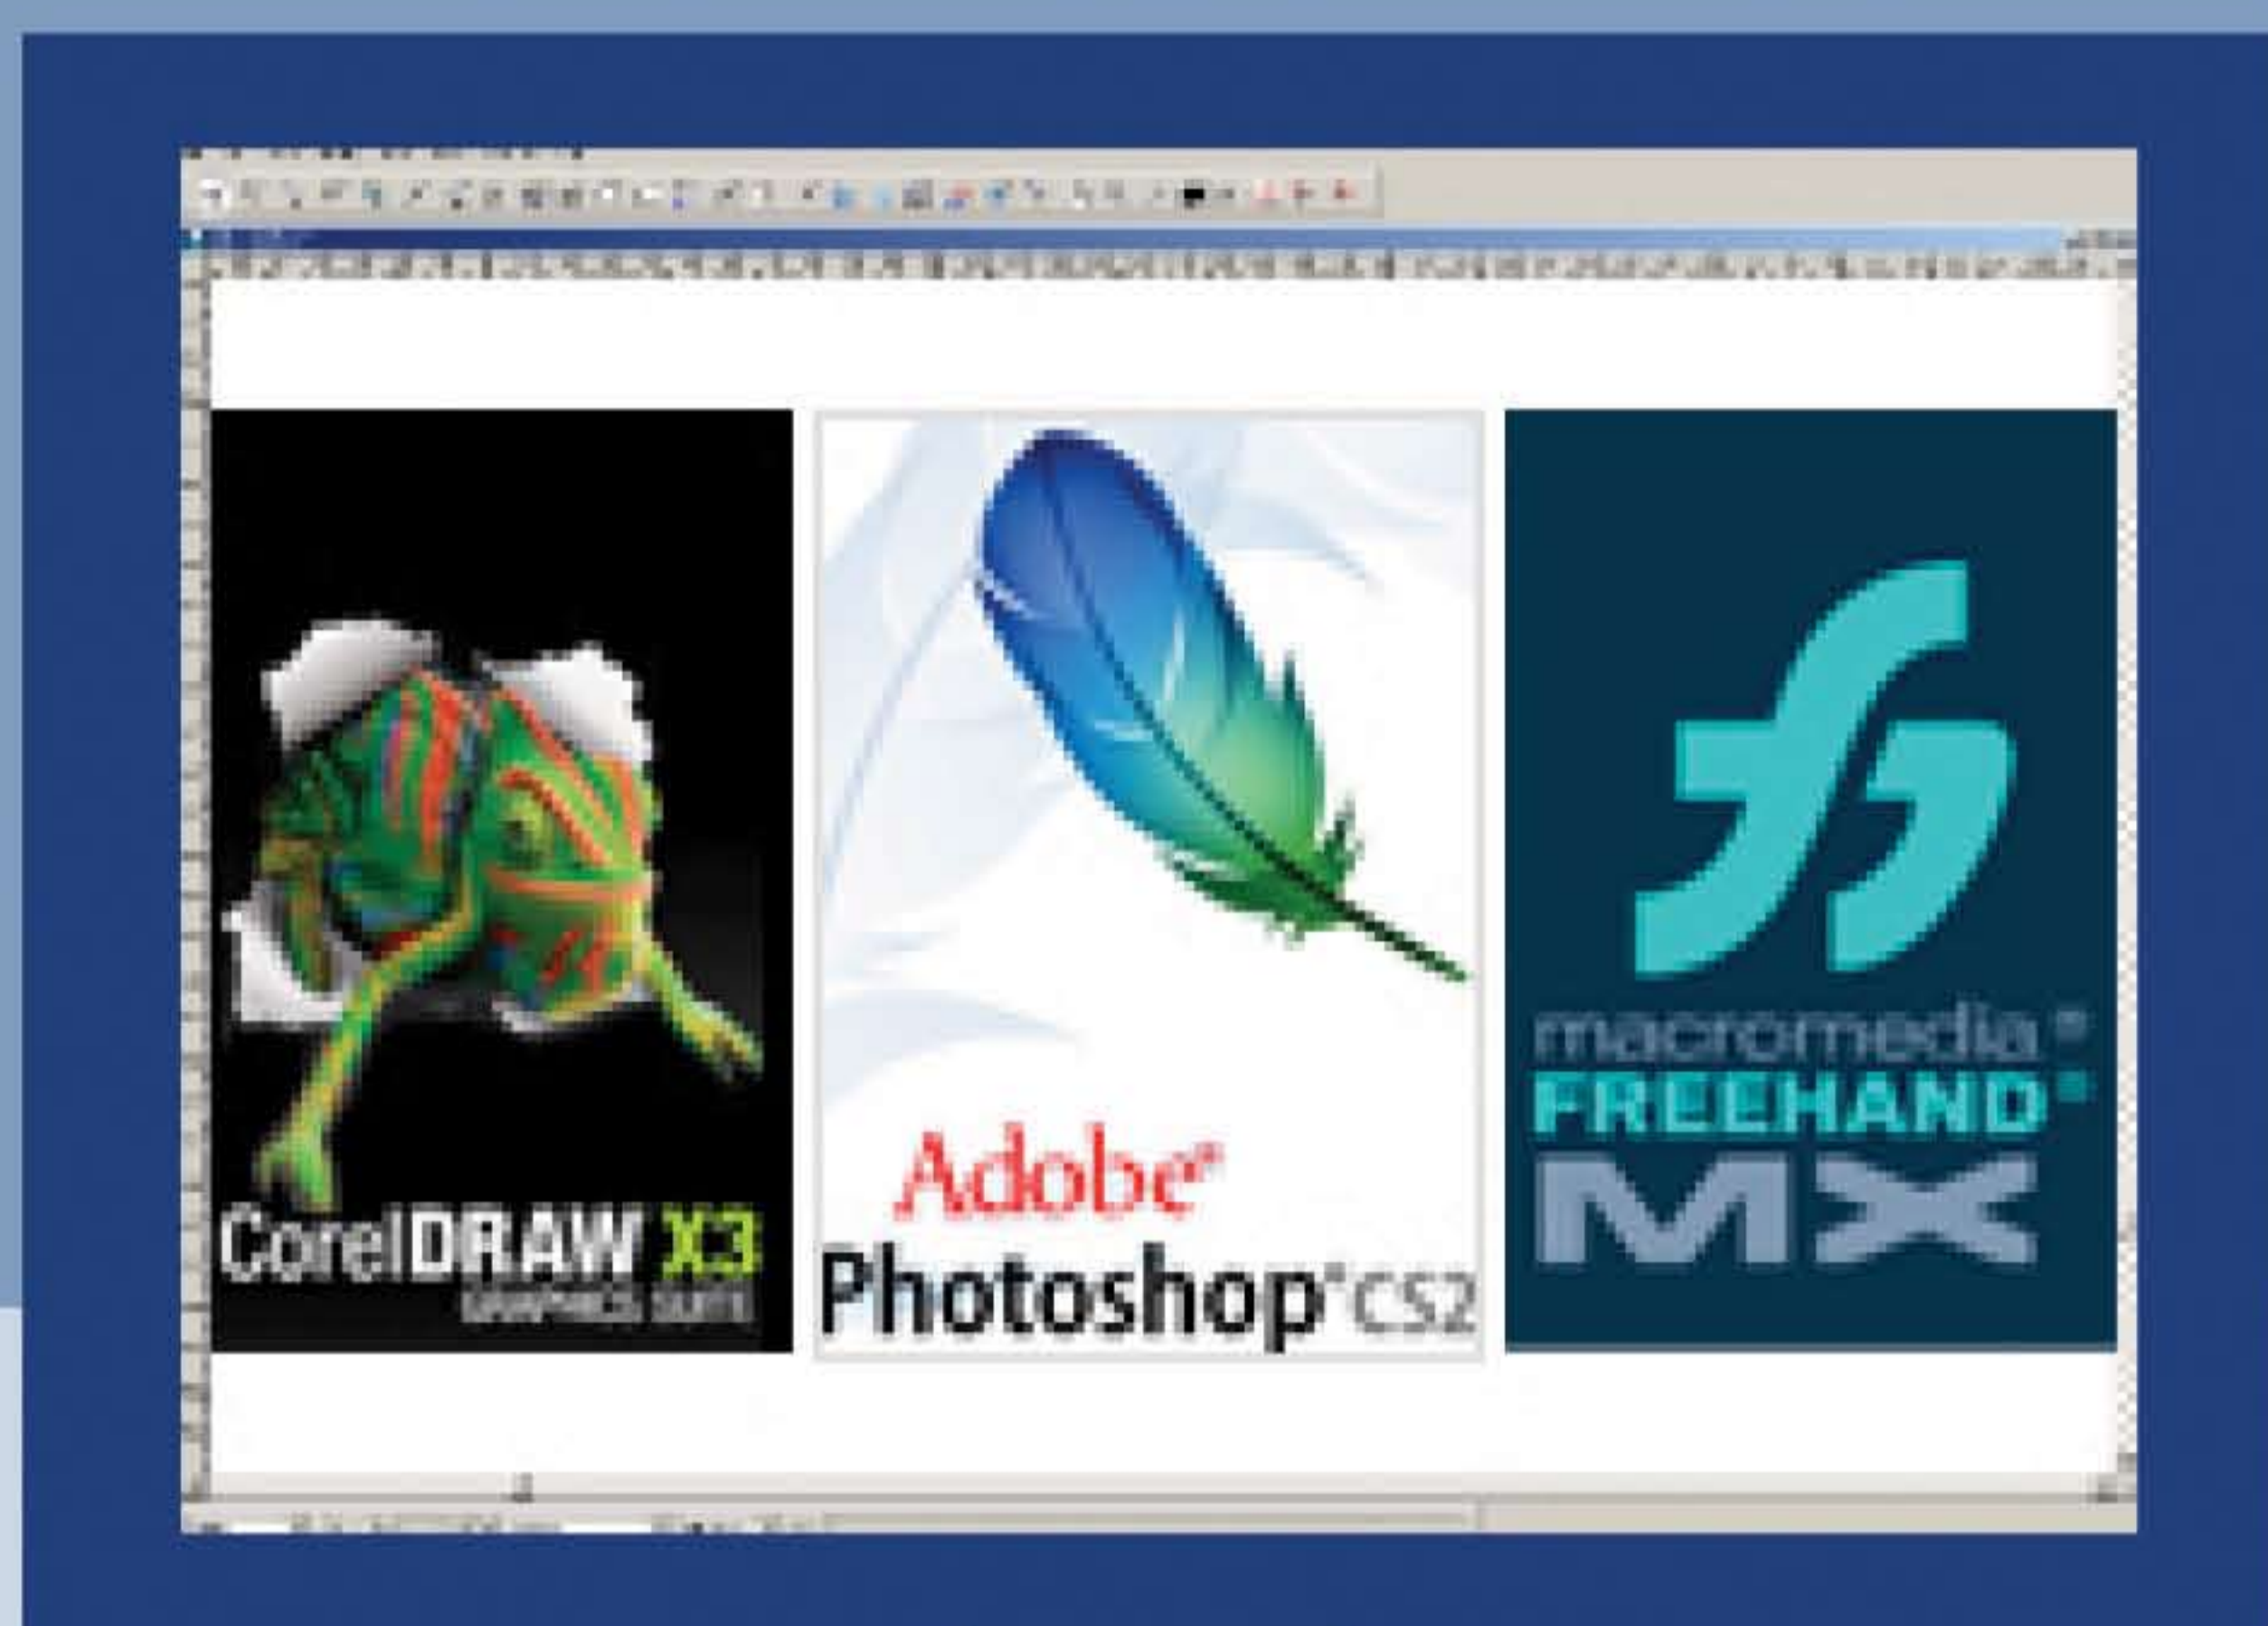 CorelDRAW X3
GRAPHICS SUITE
Adobe®
Photoshop® CS2
macromedia®
FREEHAND®
MX